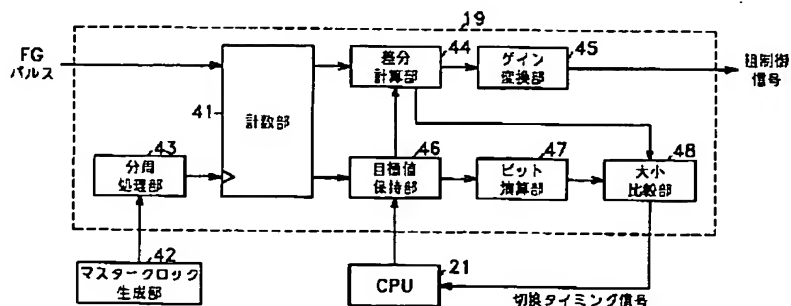 19
FG
パルス
41
計数部
差分
計算部
44
ゲイン
変換部
45
粗制御
信号
分周
処理部
43
目標値
保持部
46
ビット
演算部
47
大小
比較部
48
マスタークロック
生成部
42
CPU
21
切換タイミング信号